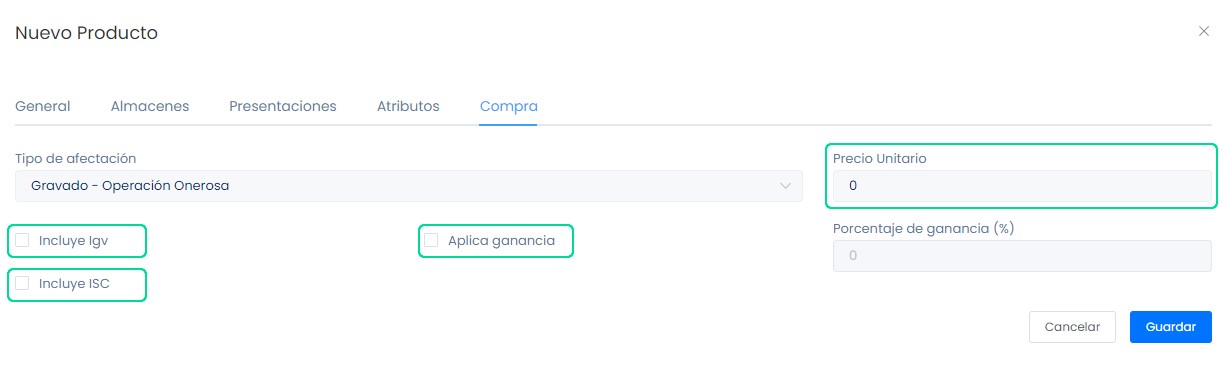 Nuevo Producto
General Almacenes Presentaciones Atributos Compra
Tipo de afectación
Gravado - Operación Onerosa
Precio Unitario
0
Incluye Igv
Aplica ganancia
Porcentaje de ganancia (%)
0
Incluye ISC
Cancelar Guardar